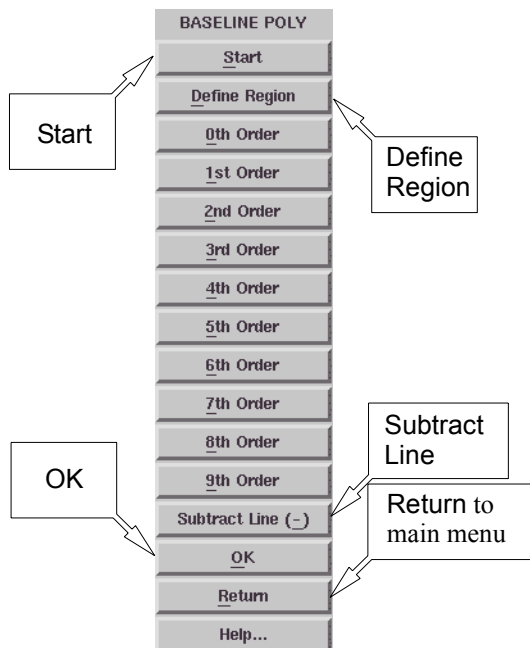 BASELINE POLY
Start
Define Region
0th Order
1st Order
2nd Order
3rd Order
4th Order
5th Order
6th Order
7th Order
8th Order
9th Order
Subtract Line (-)
OK
Return
Help...
Start
Define
Region
Subtract
Line
OK
Return to
main menu